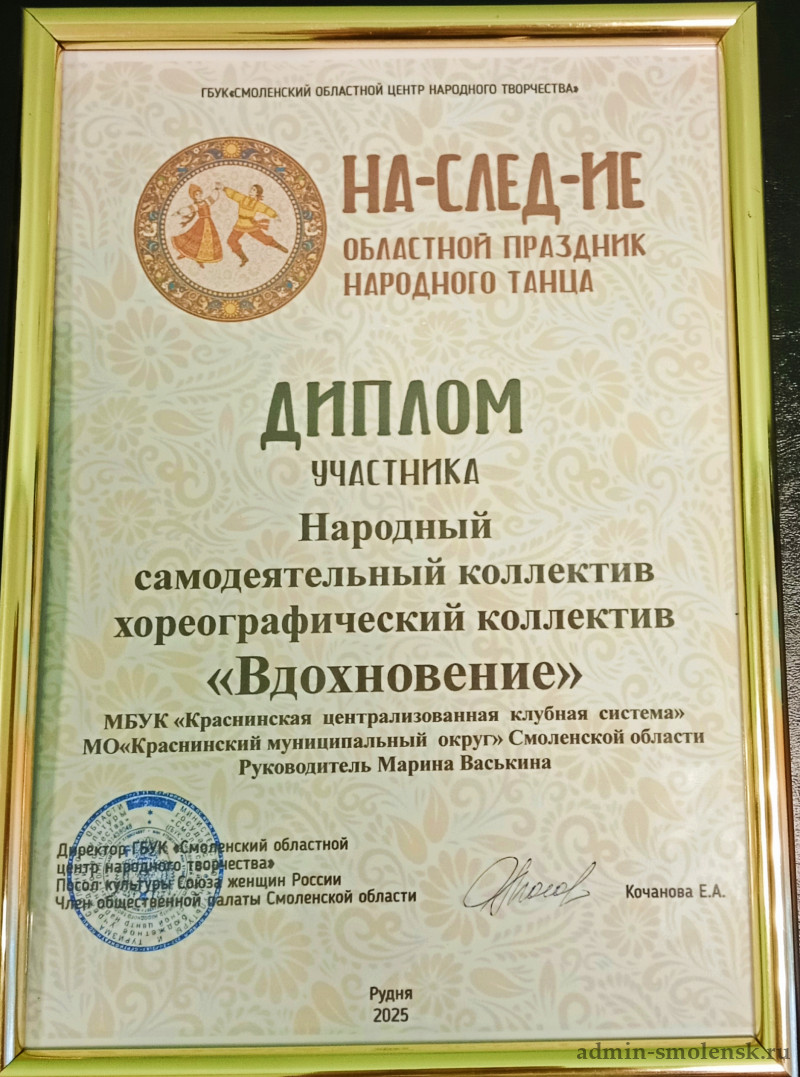 ГБУК«СМОЛЕНСКИЙ ОБЛАСТНОЙ ЦЕНТР НАРОДНОГО ТВОРЧЕСТВА»
НА-СЛЕД-ИЕ
ОБЛАСТНОЙ ПРАЗДНИК
НАРОДНОГО ТАНЦА
ДИПЛОМ
УЧАСТНИКА
Народный
самодеятельный коллектив
хореографический коллектив
«Вдохновение»
МБУК «Краснинская централизованная клубная система»
МО«Краснинский муниципальный округ» Смоленской области
Руководитель Марина Васькина
Директор ГБУК «Смоленский областной
центр народного творчества»
Посол культуры Союза женщин России
Член общественной палаты Смоленской области
Кочанова Е.А.
Рудня
2025
admin-smolensk.ru